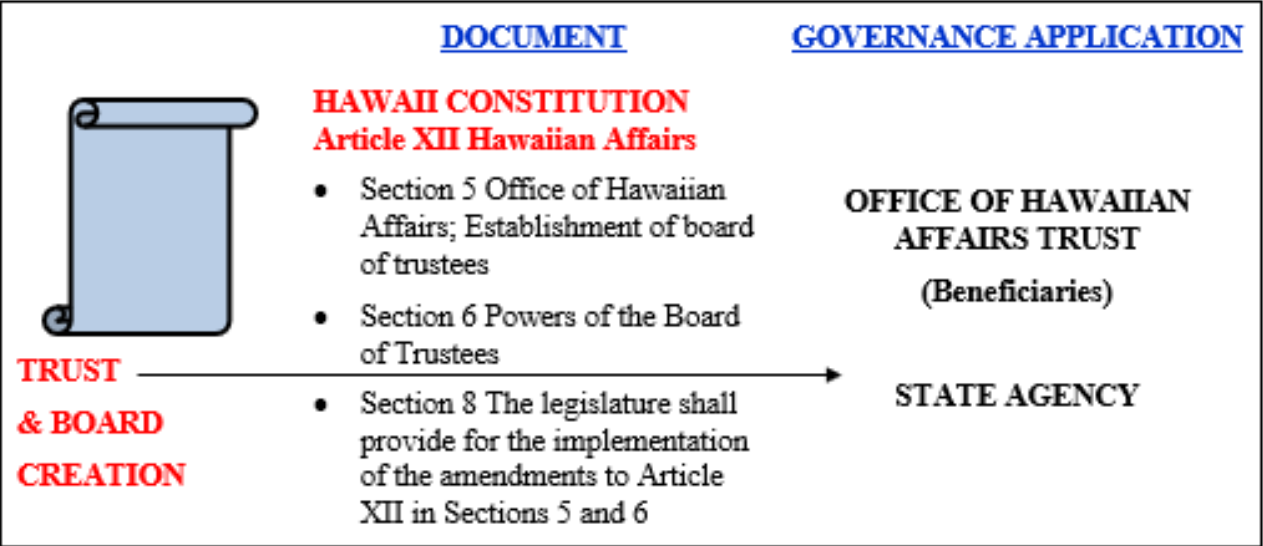 DOCUMENT
GOVERNANCE APPLICATION
HAWAII CONSTITUTION
Article XII Hawaiian Affairs
• Section 5 Office of Hawaiian
Affairs; Establishment of board
of trustees
• Section 6 Powers of the Board
of Trustees
• Section 8 The legislature shall
provide for the implementation
of the amendments to Article
XII in Sections 5 and 6
TRUST
& BOARD
CREATION
OFFICE OF HAWAIIAN
AFFAIRS TRUST
(Beneficiaries)
STATE AGENCY